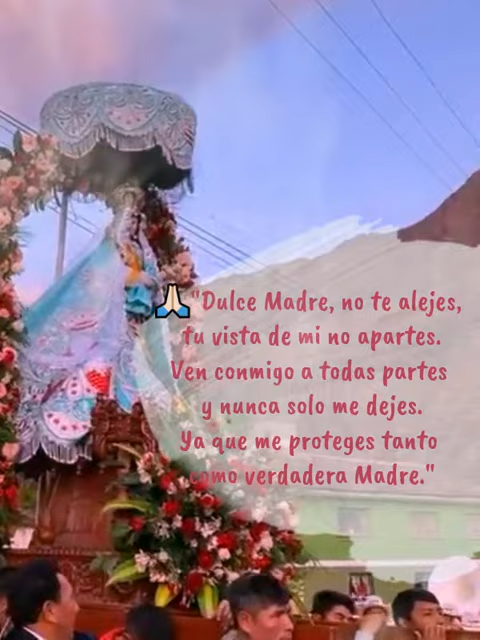 🙏🏻"Dulce Madre, no te alejes,
tu vista de mi no apartes.
Ven conmigo a todas partes
y nunca solo me dejes.
Ya que me proteges tanto
como verdadera Madre."